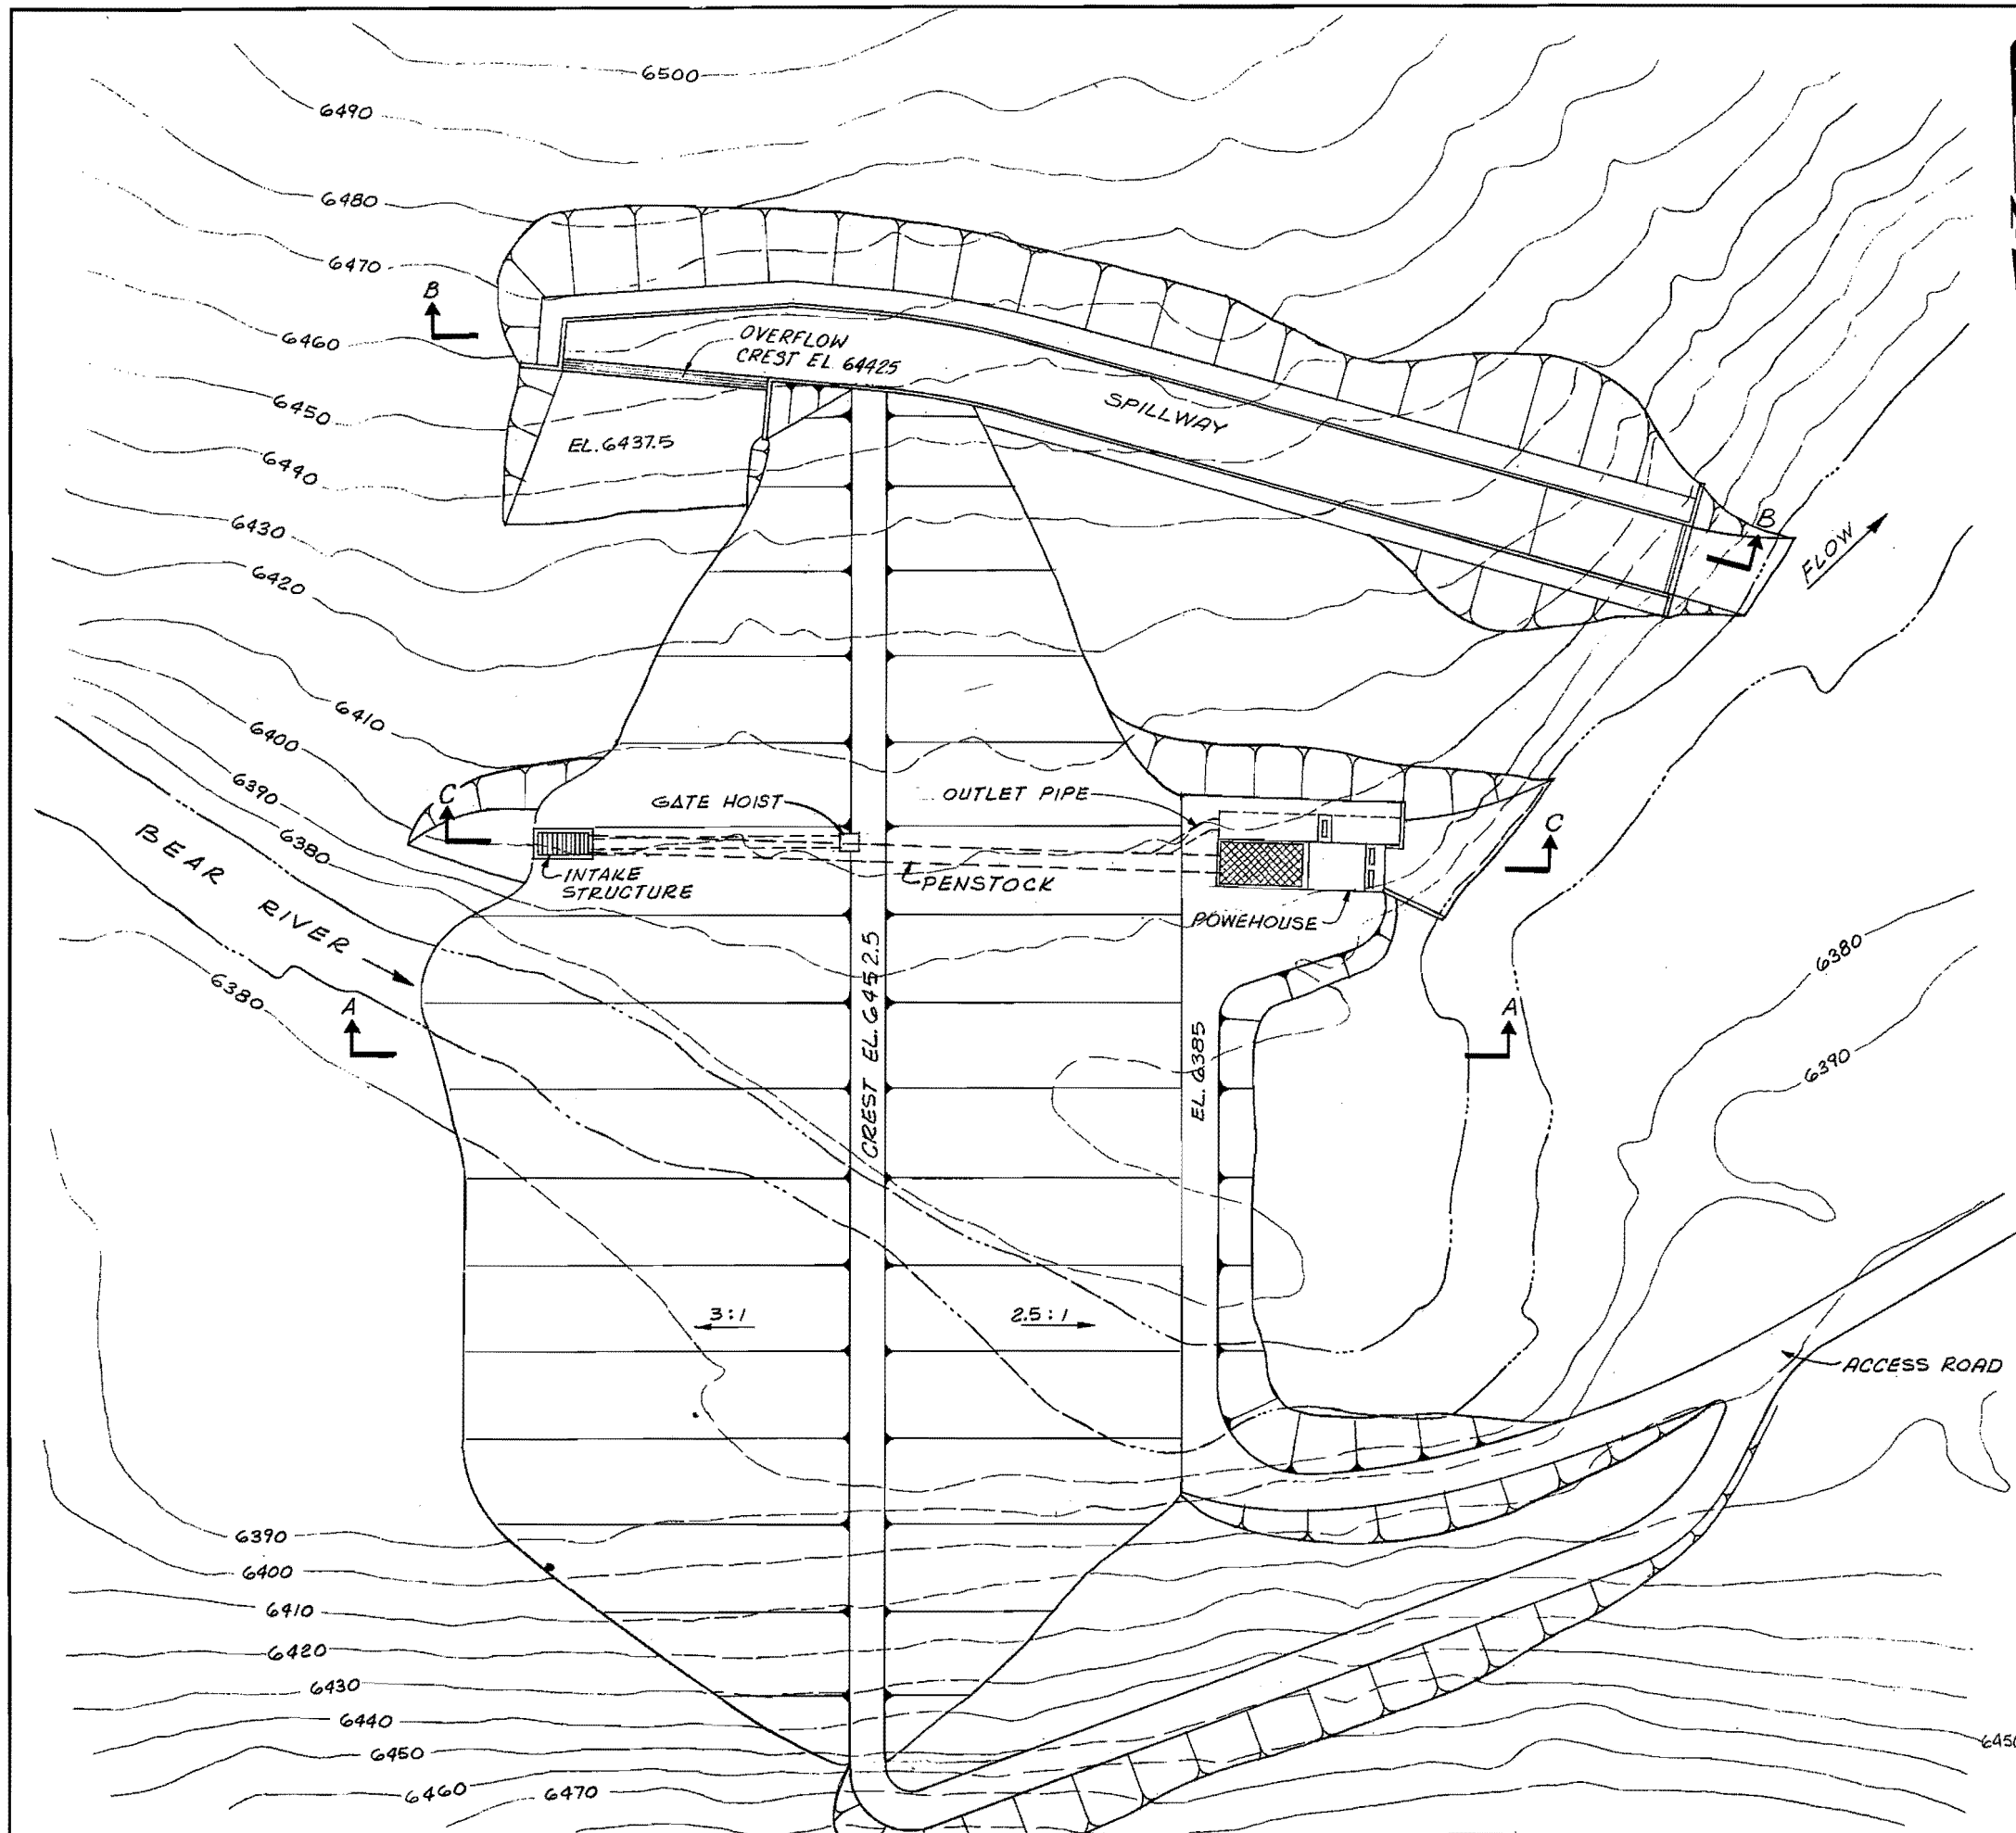 6500
6490
6480
6470
B
6460
OVERFLOW
CREST EL. 64425
6450
SPILLWAY
EL. 6437.5
6440
6430
B
FLOW
6420
6410
6400
6390
C
GATE HOIST
OUTLET PIPE
C
6380
BEAR RIVER
INTAKE
STRUCTURE
PENSTOCK
POWEHOUSE
6380
6380
A
A
CREST EL. 6452.5
EL. 6385
6390
3:1
2.5:1
ACCESS ROAD
6390
6400
6410
6420
6430
6440
6450
6450
6460
6470